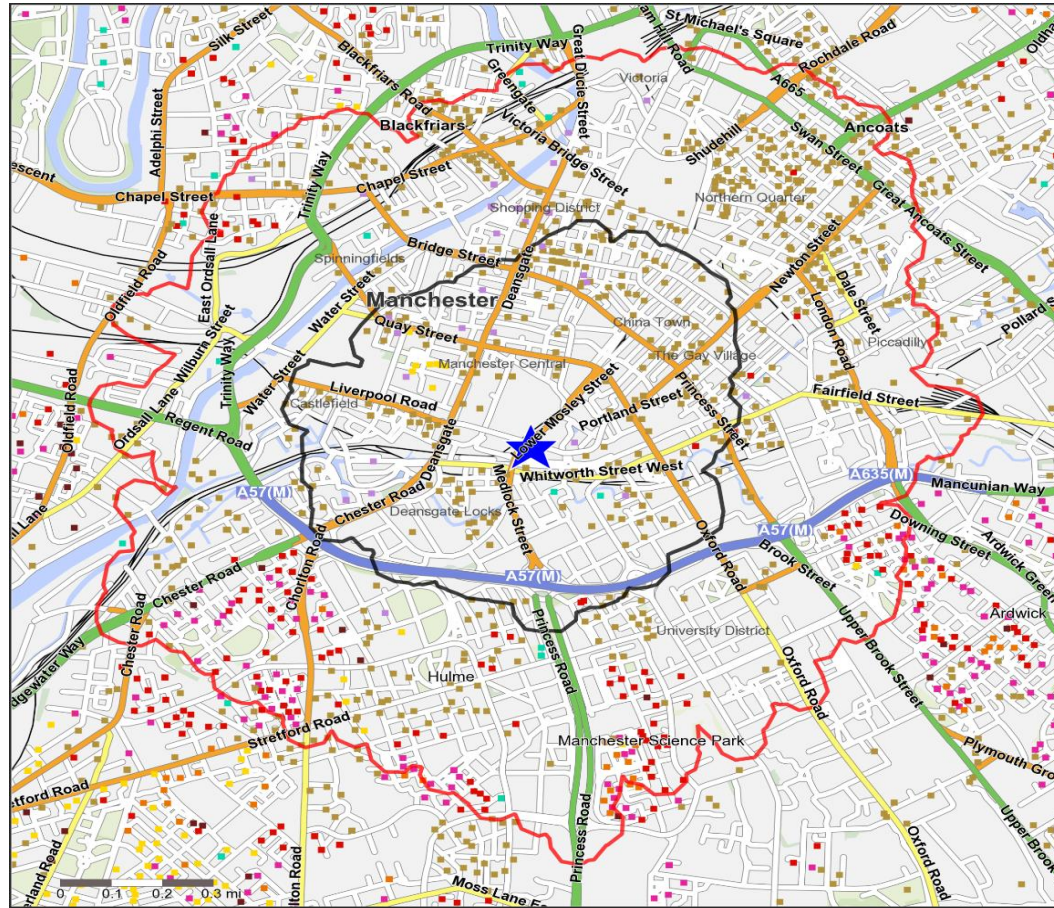 Silk Street
Trinity Way
Great Ducie Street
St Michael's Square
Rochdale Road
Blackfriars Road
Greengate
Victoria
A665
Adelphi Street
Blackfriars
Victoria Bridge Street
Shudehill
Swan Street
Ancoats
Trinity Way
Chapel Street
Chapel Street
Shopping District
Northern Quarter
Great Ancoats Street
East Ordsall Lane
Bridge Street
Spinningfields
Deansgate
Newton Street
Dale Street
Oldfield Road
Water Street
Manchester
Quay Street
China Town
London Road
Piccadilly
Manchester Central
The Gay Village
Wilburn Street
Trinity Way
Water Street
Liverpool Road
Castlefield
Lower Mosley Street
Portland Street
Princess Street
Fairfield Street
Oldfield Road
Ordsall Lane
Regent Road
Deansgate
Whitworth Street West
Medlock Street
A635(M)
Mancunian Way
A57(M)
Chester Road
Deansgate Locks
Oxford Road
A57(M)
Downing Street
Ardwick Green
Chester Road
Chorlton Road
A57(M)
Brook Street
Ardwick
Chester Road
Princess Road
University District
Upper Brook Street
Hulme
Oxford Road
Stretford Road
Manchester Science Park
Princess Road
Oxford Road
Upper Brook
Moss Lane
0 0.1 0.2 0.3 mi